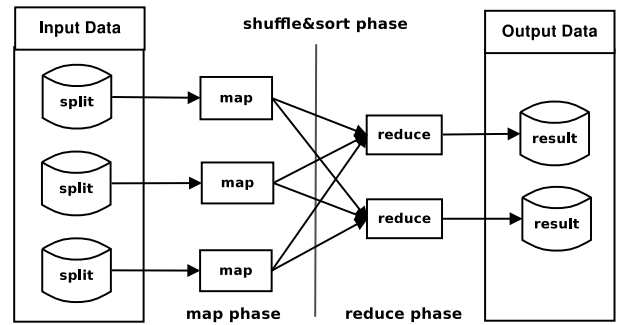 Input Data
shuffle&sort phase
Output Data
split
map
reduce
result
split
map
reduce
result
split
map
map phase
reduce phase